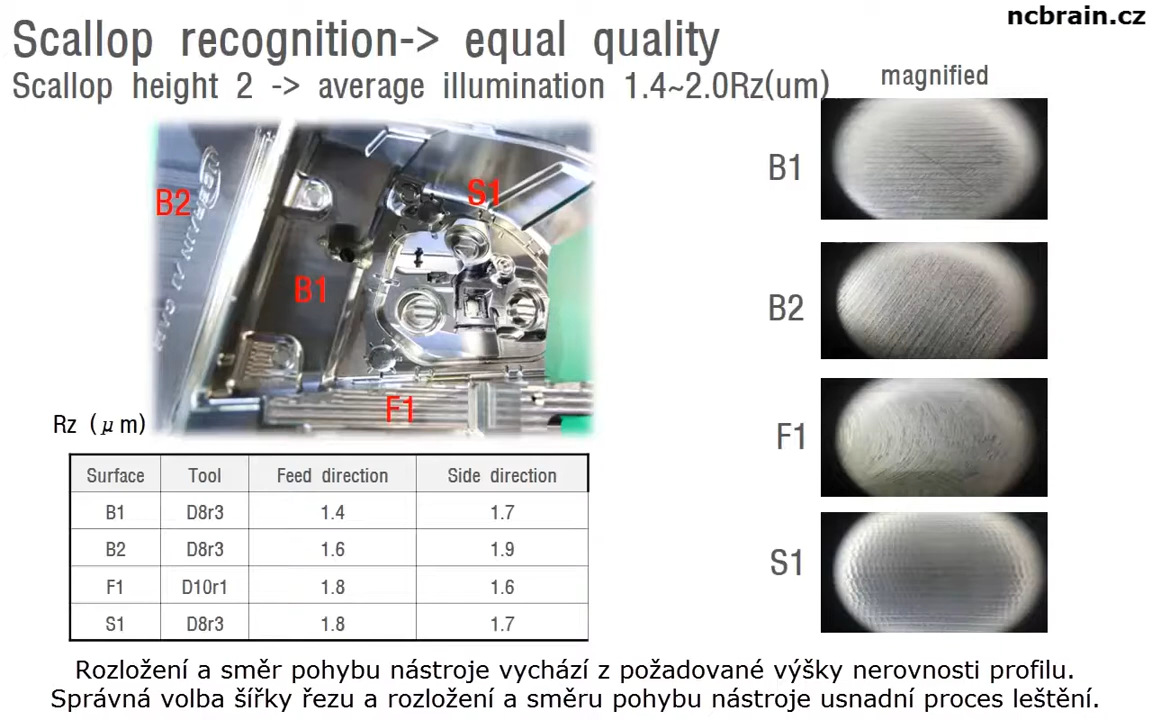 ncbrain.cz
Scallop recognition-> equal quality
Scallop height 2 -> average illumination 1.4~2.0Rz(um)
magnified
B1
B2
F1
S1
B2
S1
B1
F1
Rz (μm)
Surface Tool Feed direction Side direction
B1 D8r3 1.4 1.7
B2 D8r3 1.6 1.9
F1 D10r1 1.8 1.6
S1 D8r3 1.8 1.7
Rozložení a směr pohybu nástroje vychází z požadované výšky nerovnosti profilu.
Správná volba šířky řezu a rozložení a směru pohybu nástroje usnadní proces leštění.